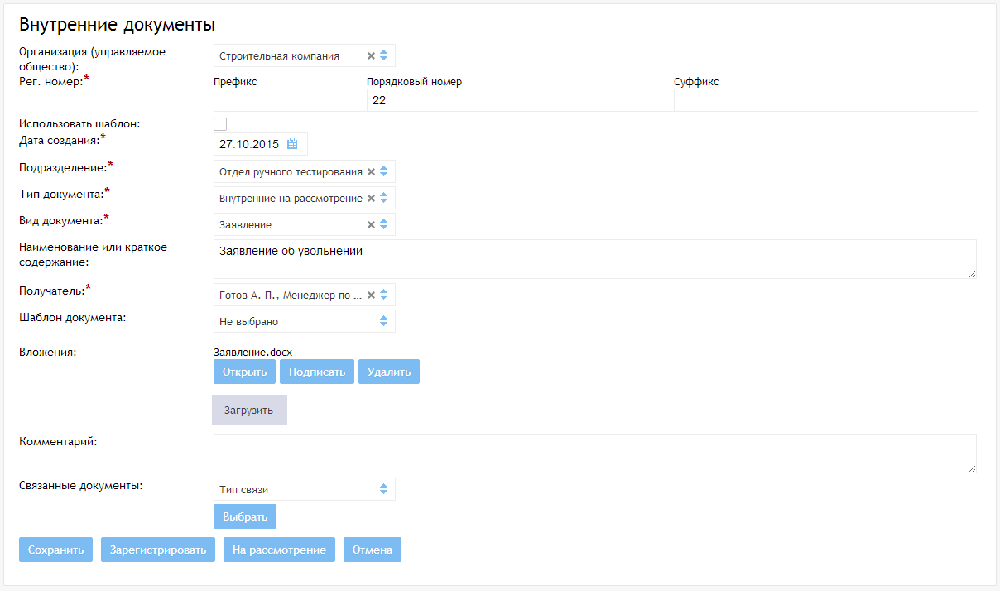 Внутренние документы
Организация (управляемое общество):
Строительная компания
Рег. номер:*
Префикс Порядковый номер Суффикс
22
Использовать шаблон:
Дата создания:*
27.10.2015
Подразделение:*
Отдел ручного тестирования
Тип документа:*
Внутренние на рассмотрение
Вид документа:*
Заявление
Наименование или краткое
содержание:
Заявление об увольнении
Получатель:*
Готов А. П., Менеджер по ...
Шаблон документа:
Не выбрано
Вложения:
Заявление.docx
Открыть Подписать Удалить
Загрузить
Комментарий:
Связанные документы:
Тип связи
Выбрать
Сохранить Зарегистрировать На рассмотрение Отмена